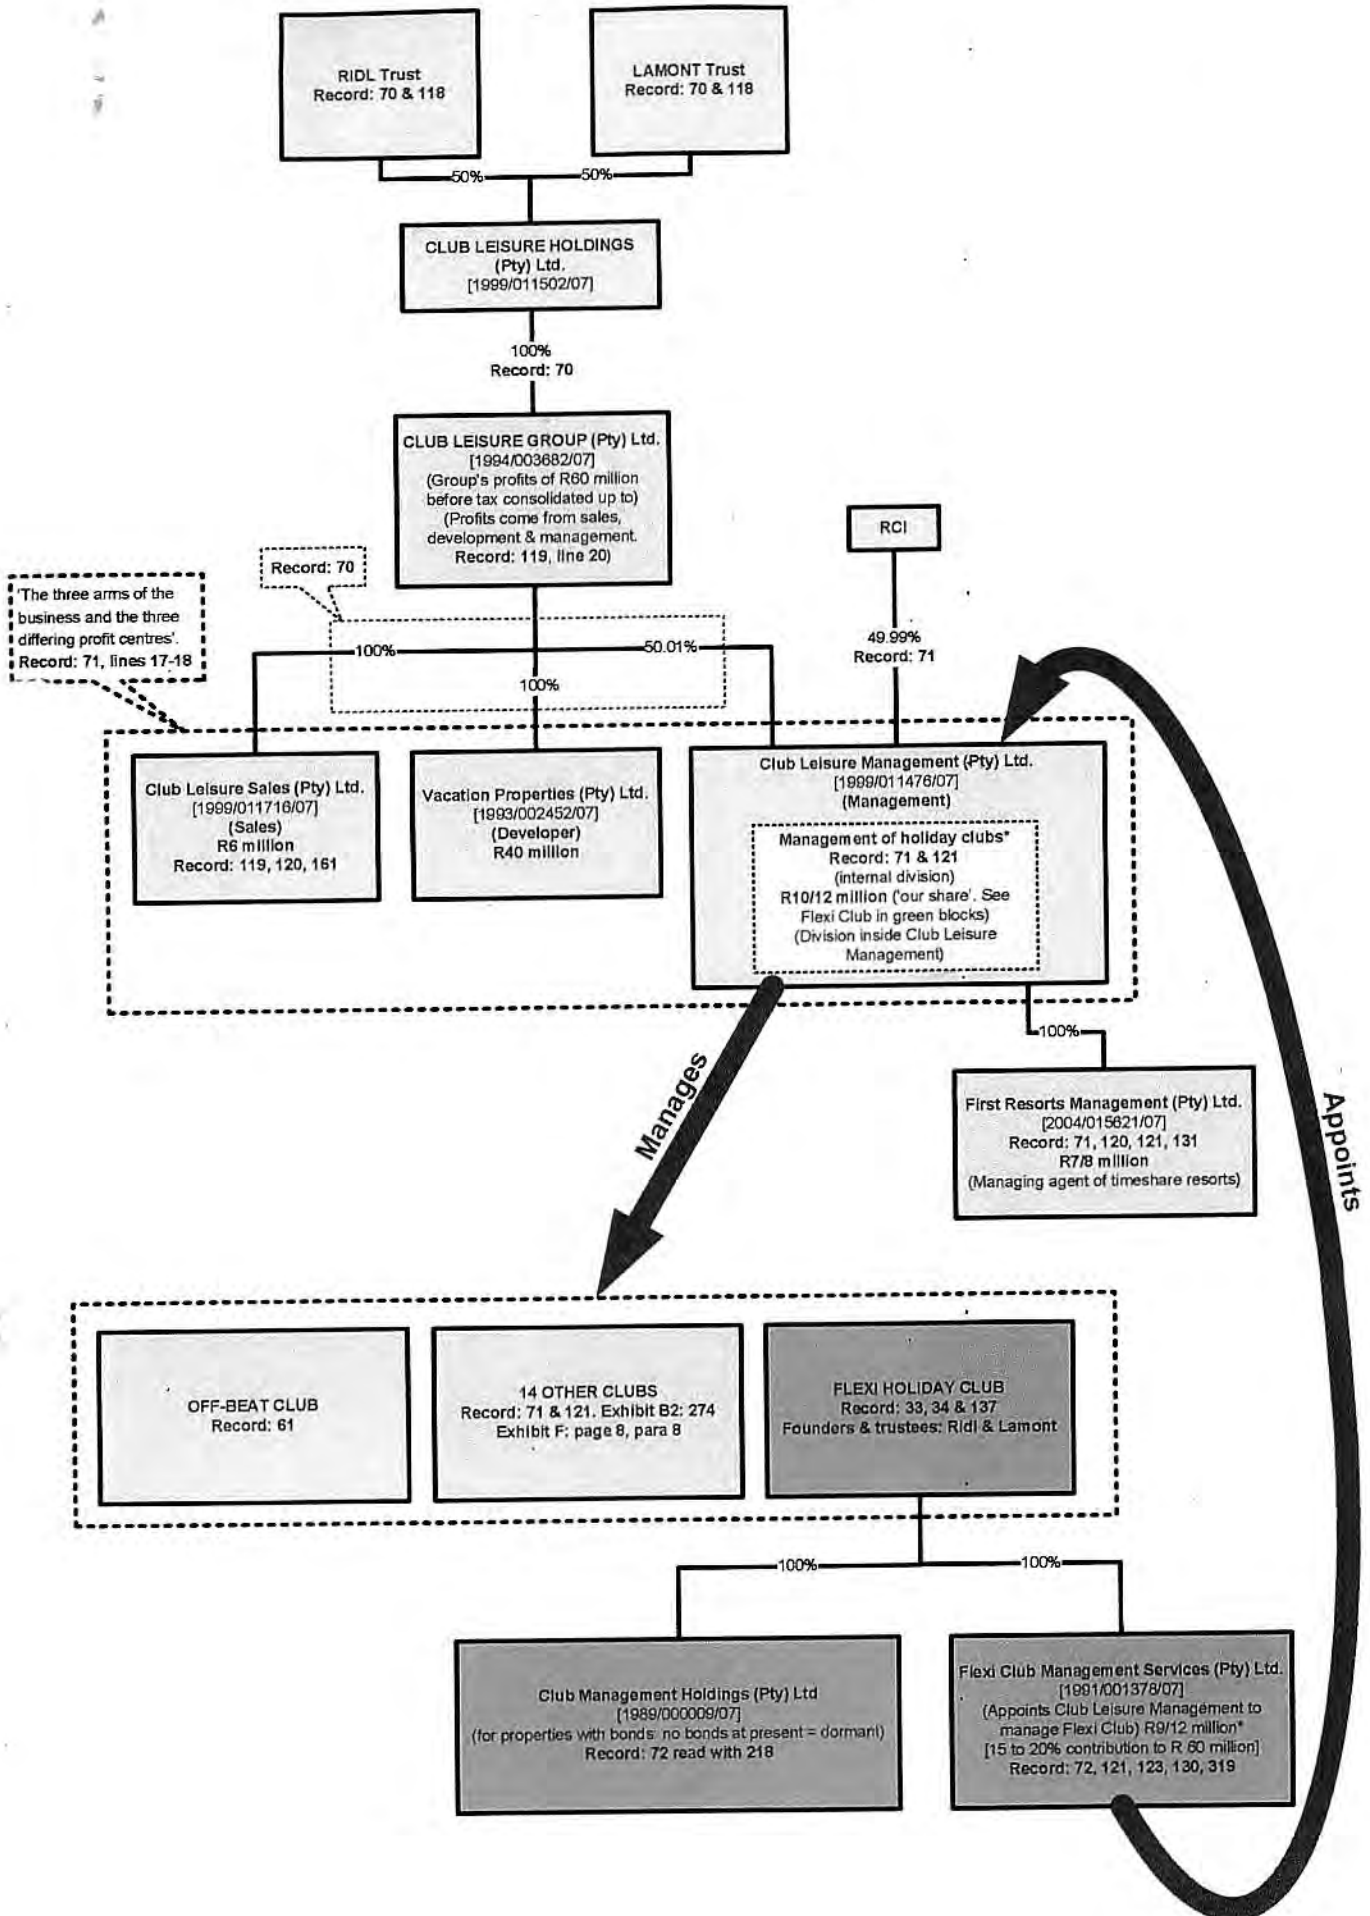 RIDL Trust
Record: 70 & 118
LAMONT Trust
Record: 70 & 118
50%
50%
CLUB LEISURE HOLDINGS
(Pty) Ltd.
[1999/011502/07]
100%
Record: 70
CLUB LEISURE GROUP (Pty) Ltd.
[1994/003682/07]
(Group's profits of R60 million
before tax consolidated up to)
(Profits come from sales,
development & management.
Record: 119, line 20)
RCI
Record: 70
'The three arms of the
business and the three
differing profit centres'.
Record: 71, lines 17-18
100%
50.01%
100%
49.99%
Record: 71
Club Leisure Sales (Pty) Ltd.
[1999/011716/07]
(Sales)
R6 million
Record: 119, 120, 161
Vacation Properties (Pty) Ltd.
[1993/002452/07]
(Developer)
R40 million
Club Leisure Management (Pty) Ltd.
[1999/011476/07]
(Management)
Management of holiday clubs*
Record: 71 & 121
(internal division)
R10/12 million ('our share'. See
Flexi Club in green blocks)
(Division inside Club Leisure
Management)
100%
Manages
First Resorts Management (Pty) Ltd.
[2004/015621/07]
Record: 71, 120, 121, 131
R7/8 million
(Managing agent of timeshare resorts)
Appoints
OFF-BEAT CLUB
Record: 61
14 OTHER CLUBS
Record: 71 & 121. Exhibit B2: 274
Exhibit F: page 8, para 8
FLEXI HOLIDAY CLUB
Record: 33, 34 & 137
Founders & trustees: Ridl & Lamont
100%
100%
Club Management Holdings (Pty) Ltd
[1989/000009/07]
(for properties with bonds: no bonds at present = dormant)
Record: 72 read with 218
Flexi Club Management Services (Pty) Ltd.
[1991/001378/07]
(Appoints Club Leisure Management to
manage Flexi Club) R9/12 million*
[15 to 20% contribution to R 60 million]
Record: 72, 121, 123, 130, 319